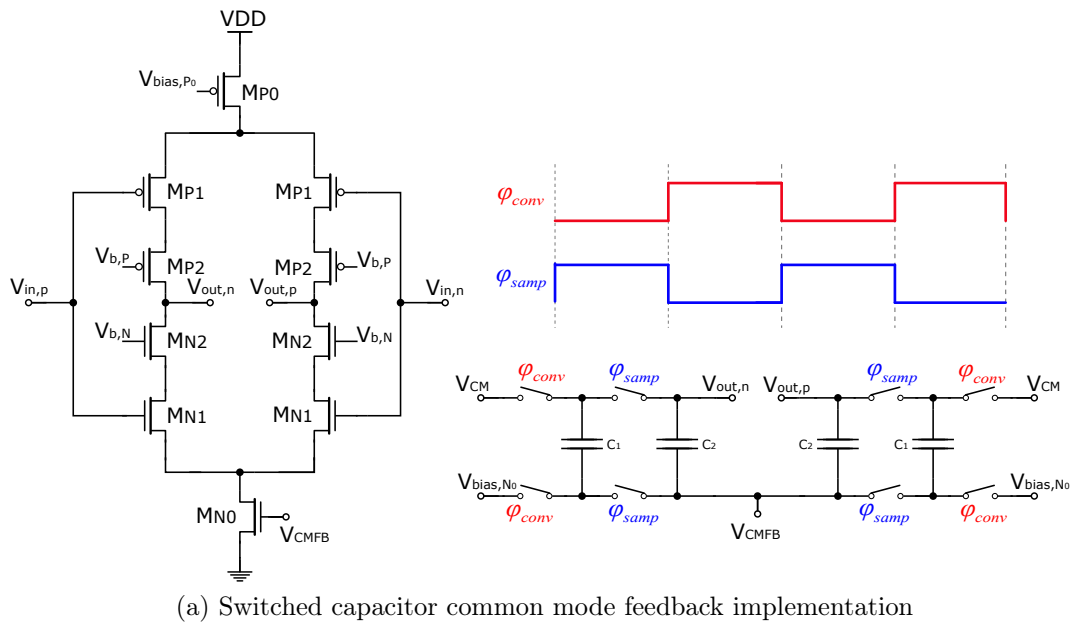 VDD
Vbias,P0
MP0
MP1 MP1
Vb,P MP2 MP2 Vb,P
Vin,p Vout,n Vout,p Vin,n
Vb,N MN2 MN2 Vb,N
MN1 MN1
MN0
VCMFB
φconv
φsamp
VCM φconv φsamp Vout,n Vout,p φsamp φconv VCM
C1 C2 C2 C1
Vbias,N0 φconv φsamp VCMFB φsamp φconv Vbias,N0
(a) Switched capacitor common mode feedback implementation